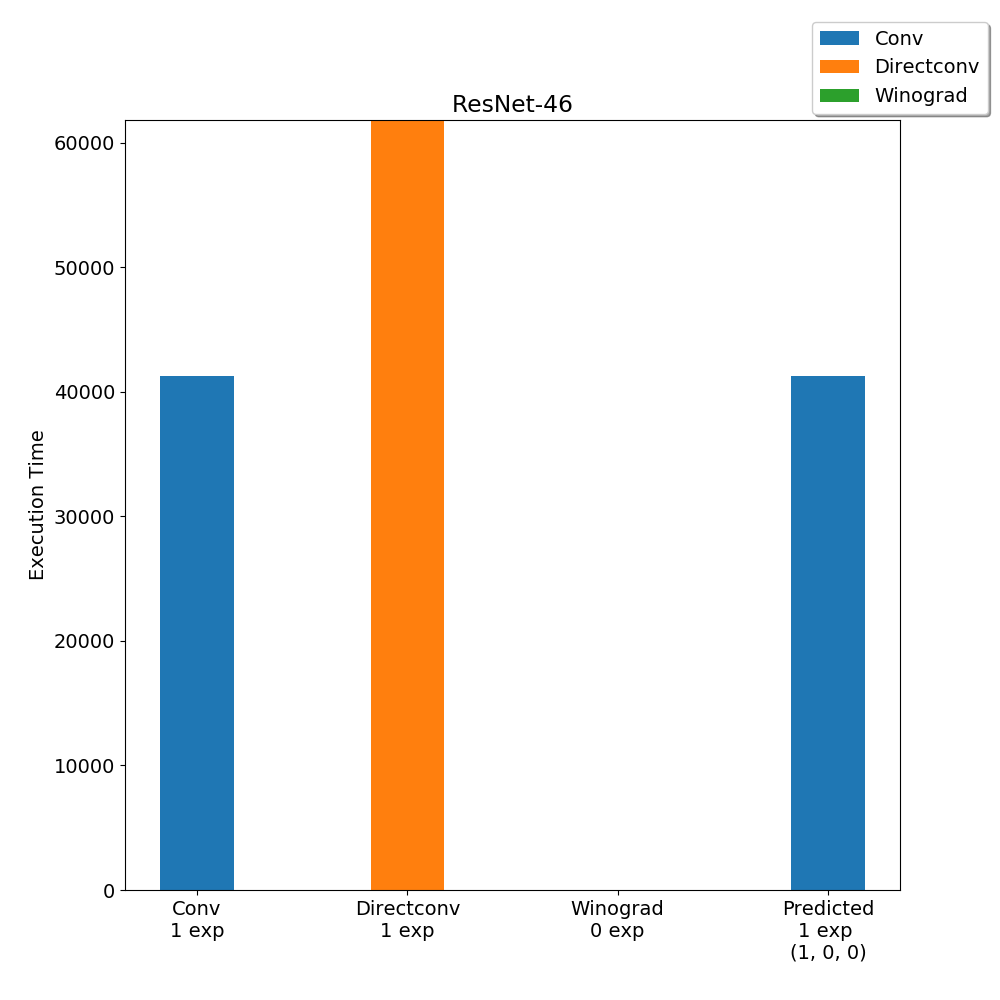 Conv
Directconv
Winograd
ResNet-46
60000
50000
40000
30000
20000
10000
0
Execution Time
Conv
1 exp
Directconv
1 exp
Winograd
0 exp
Predicted
1 exp
(1, 0, 0)